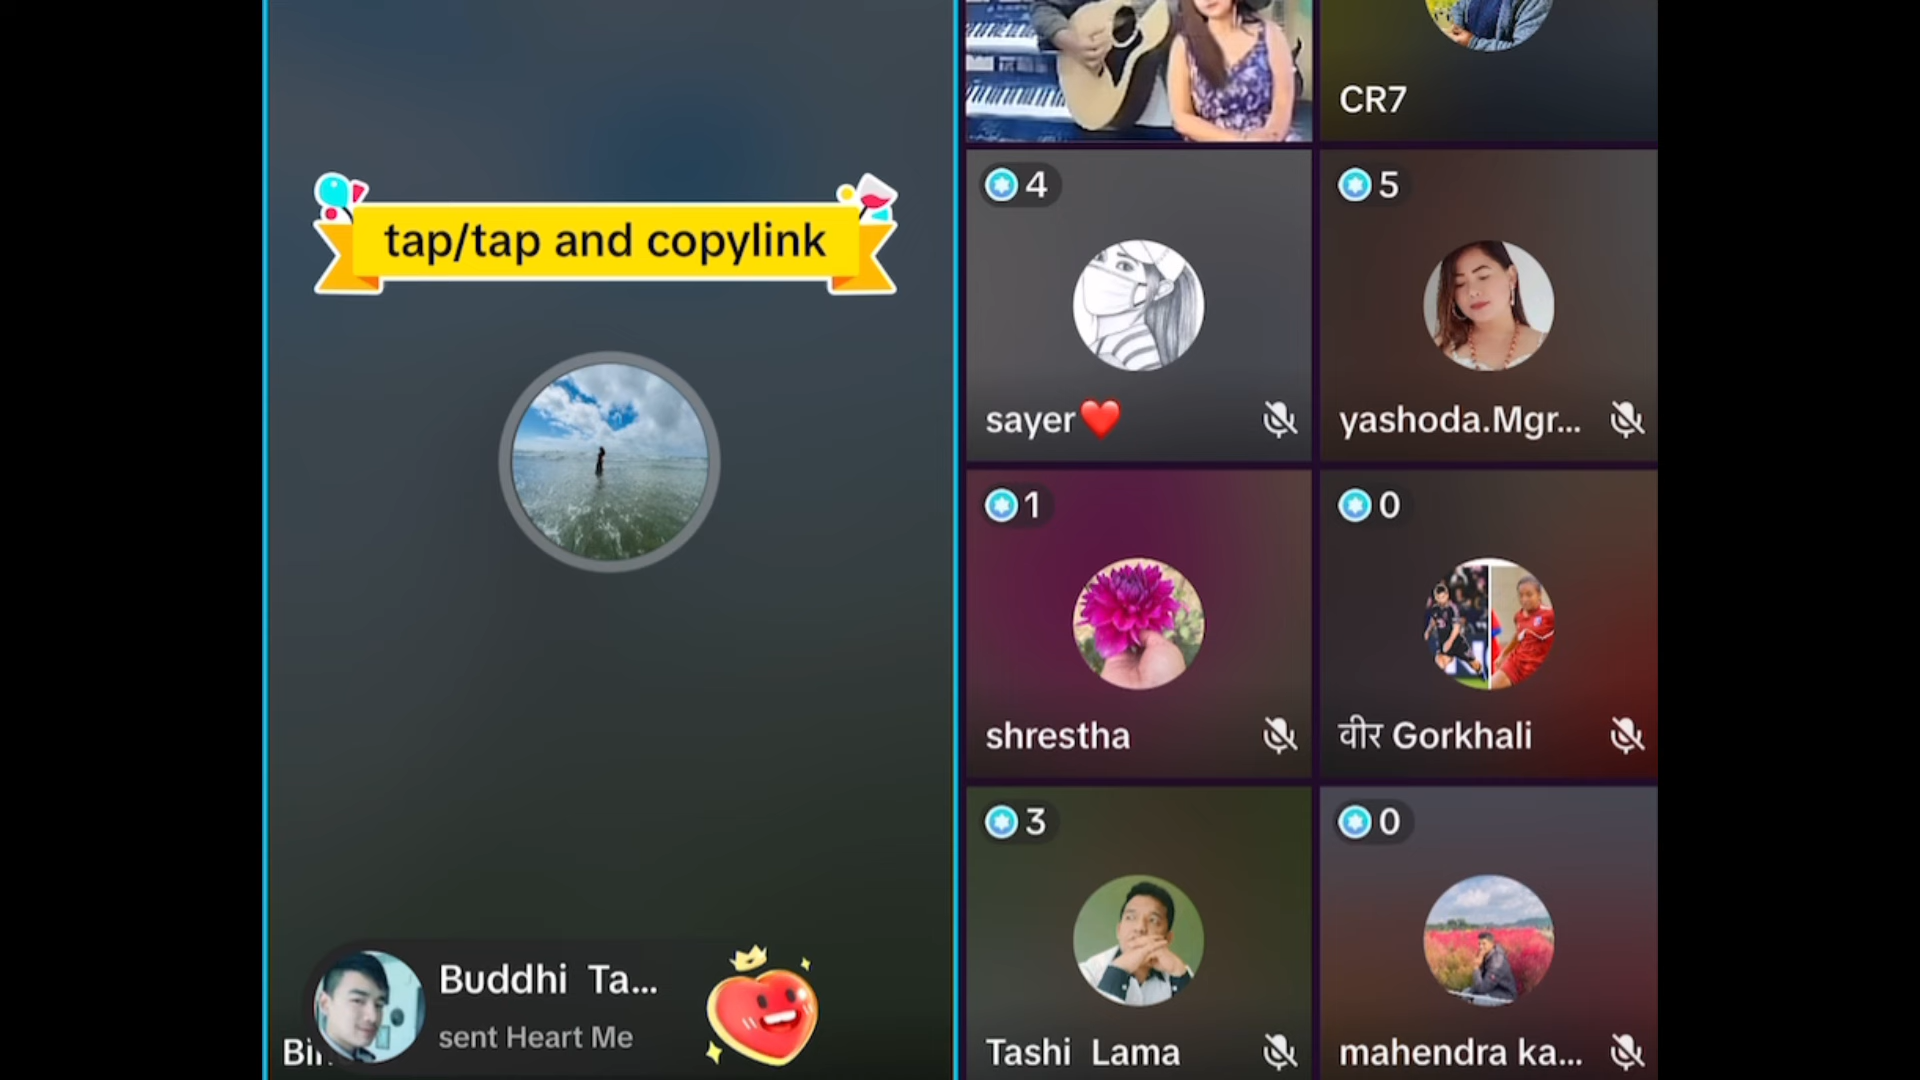 CR7
tap/tap and copylink
4
5
sayer❤️
yashoda.Mgr...
1
0
shrestha
वीर Gorkhali
3
0
Buddhi Ta...
sent Heart Me
Tashi Lama
mahendra ka...